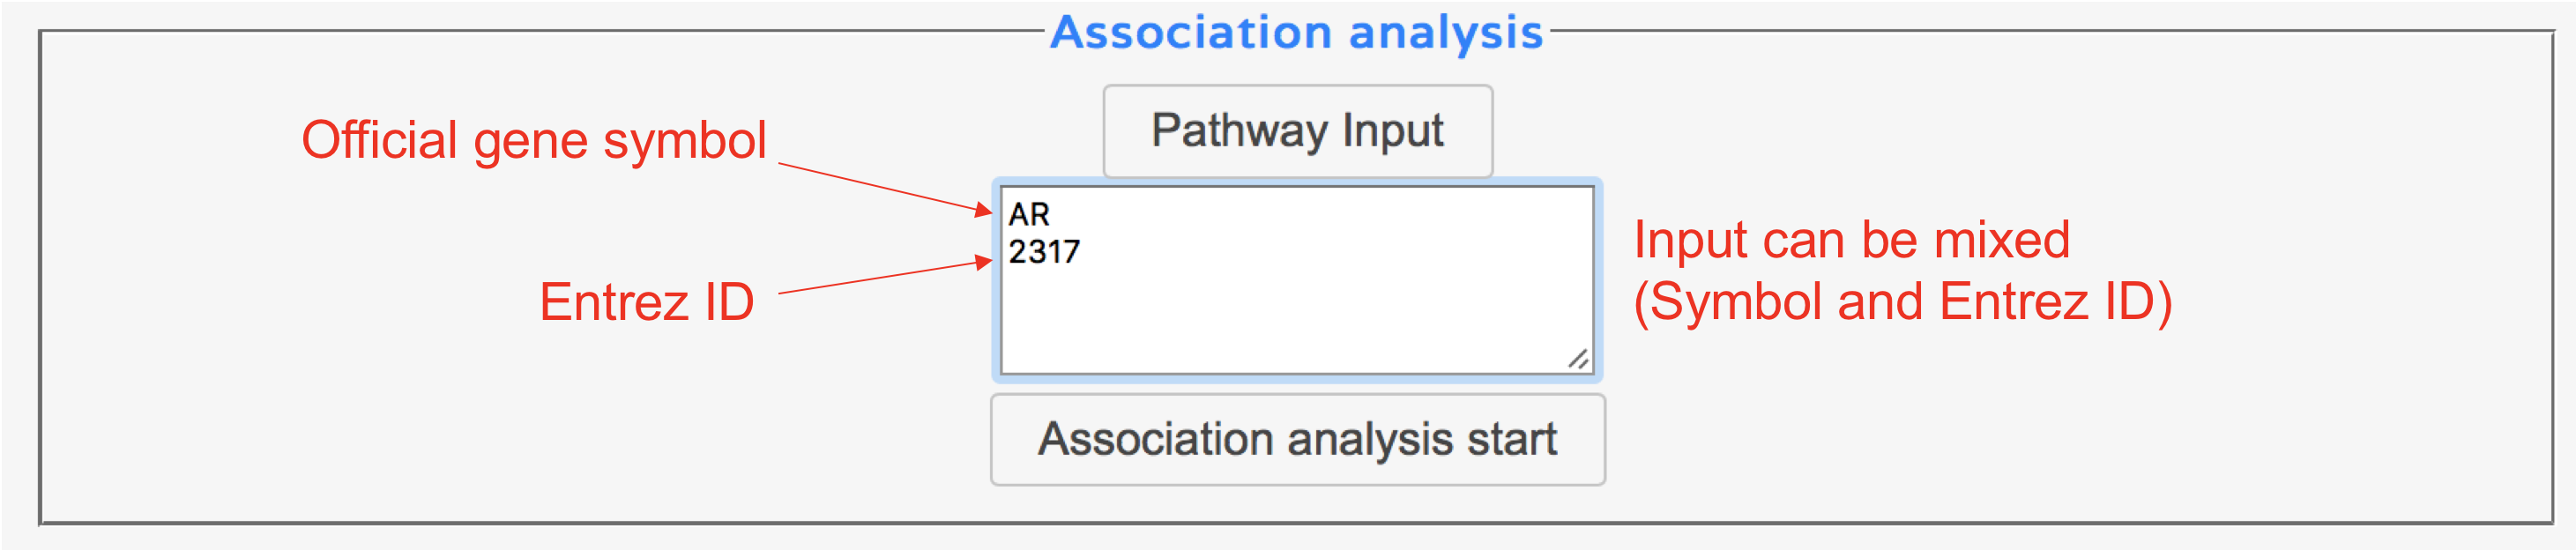 Association analysis
Pathway Input
Official gene symbol
AR
2317
Entrez ID
Input can be mixed
(Symbol and Entrez ID)
Association analysis start